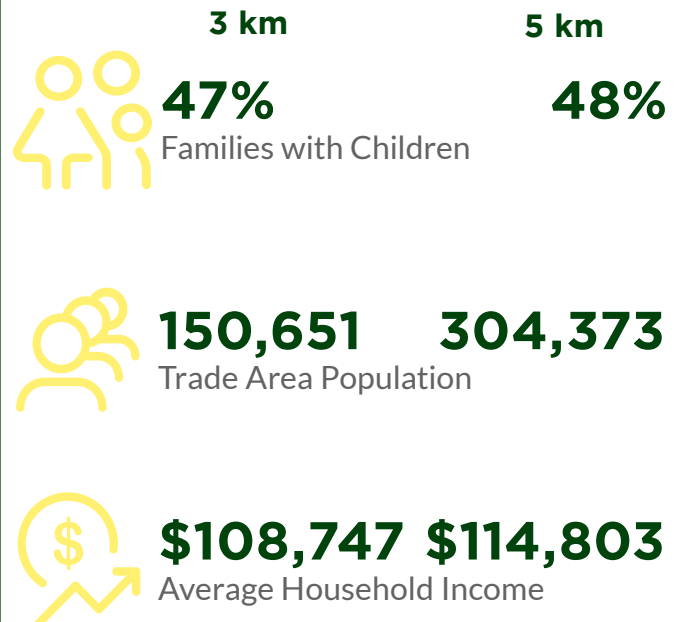 3 km 5 km
47% 48%
Families with Children
150,651 304,373
Trade Area Population
$
$108,747 $114,803
Average Household Income